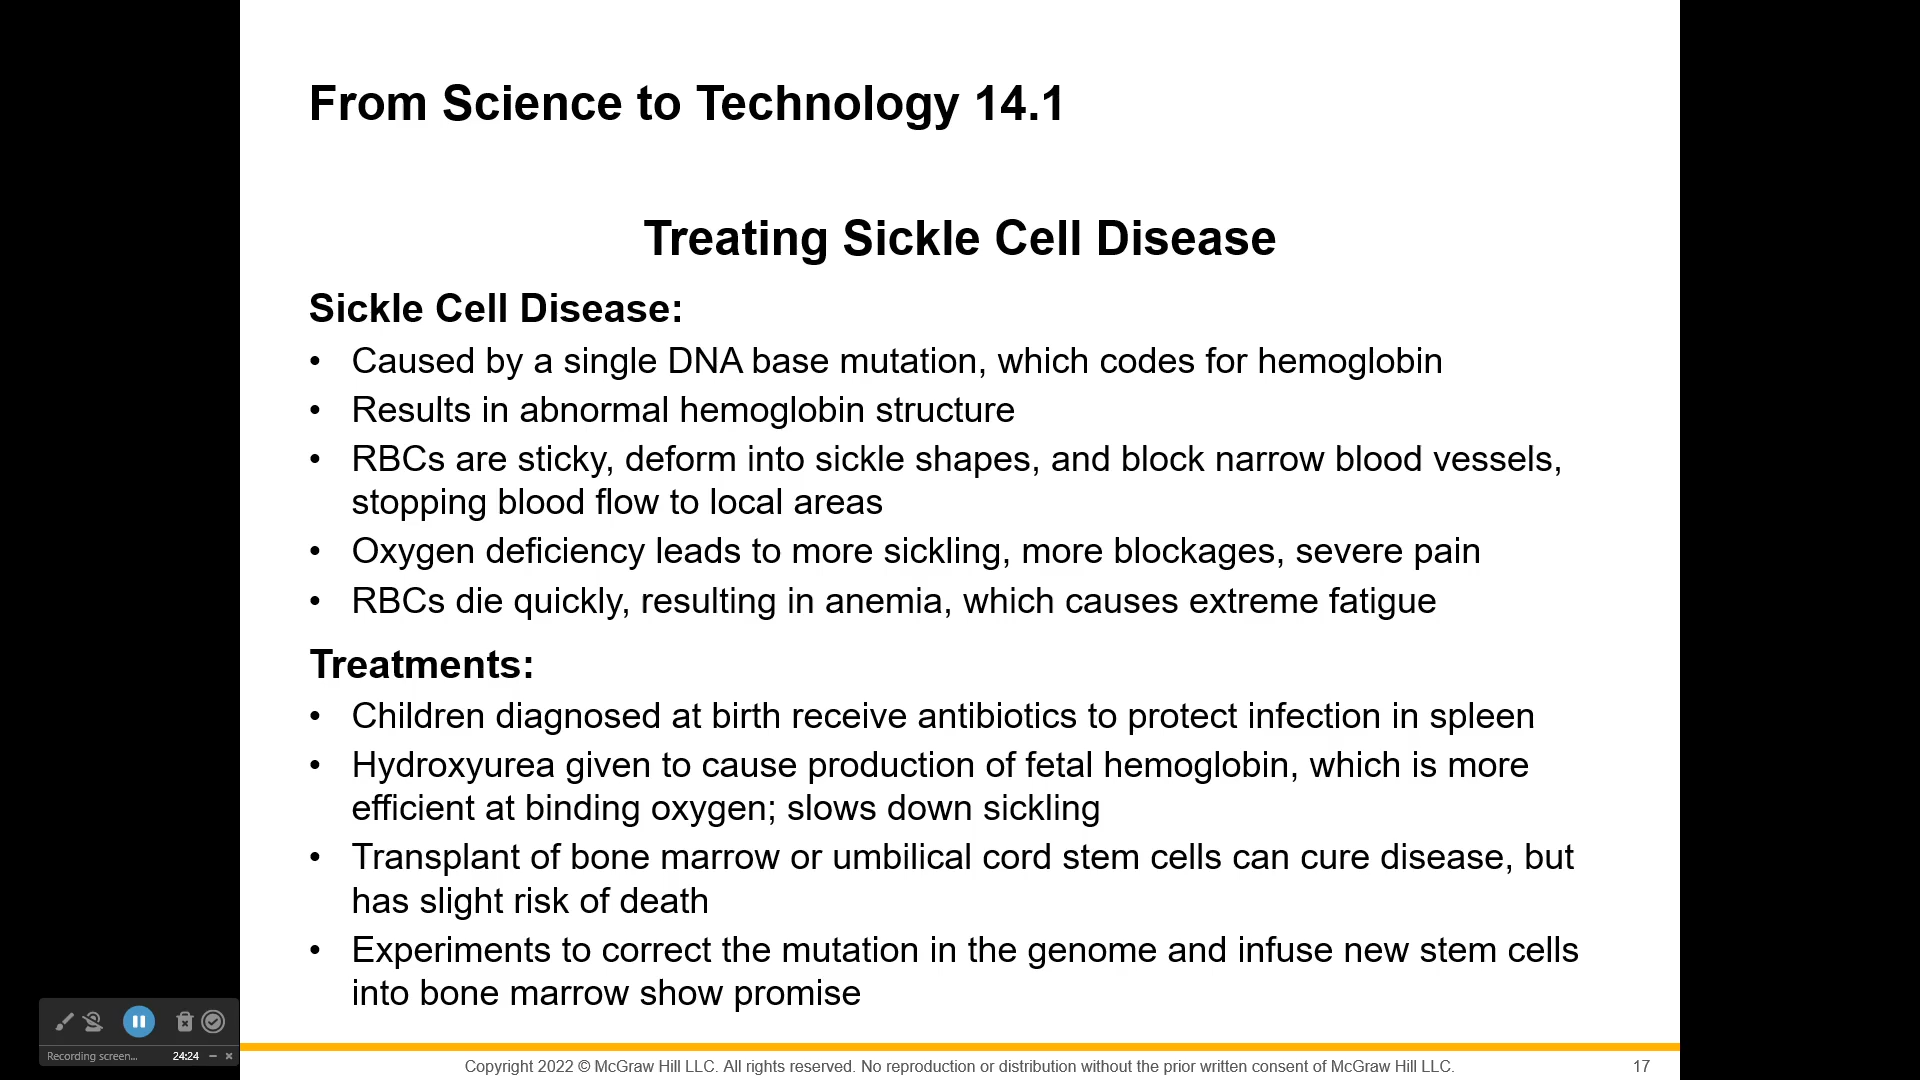 From Science to Technology 14.1
Treating Sickle Cell Disease
Sickle Cell Disease:
• Caused by a single DNA base mutation, which codes for hemoglobin
• Results in abnormal hemoglobin structure
• RBCs are sticky, deform into sickle shapes, and block narrow blood vessels,
stopping blood flow to local areas
• Oxygen deficiency leads to more sickling, more blockages, severe pain
• RBCs die quickly, resulting in anemia, which causes extreme fatigue
Treatments:
• Children diagnosed at birth receive antibiotics to protect infection in spleen
• Hydroxyurea given to cause production of fetal hemoglobin, which is more
efficient at binding oxygen; slows down sickling
• Transplant of bone marrow or umbilical cord stem cells can cure disease, but
has slight risk of death
• Experiments to correct the mutation in the genome and infuse new stem cells
into bone marrow show promise
Recording screen... 24:24
Copyright 2022 © McGraw Hill LLC. All rights reserved. No reproduction or distribution without the prior written consent of McGraw Hill LLC. 17